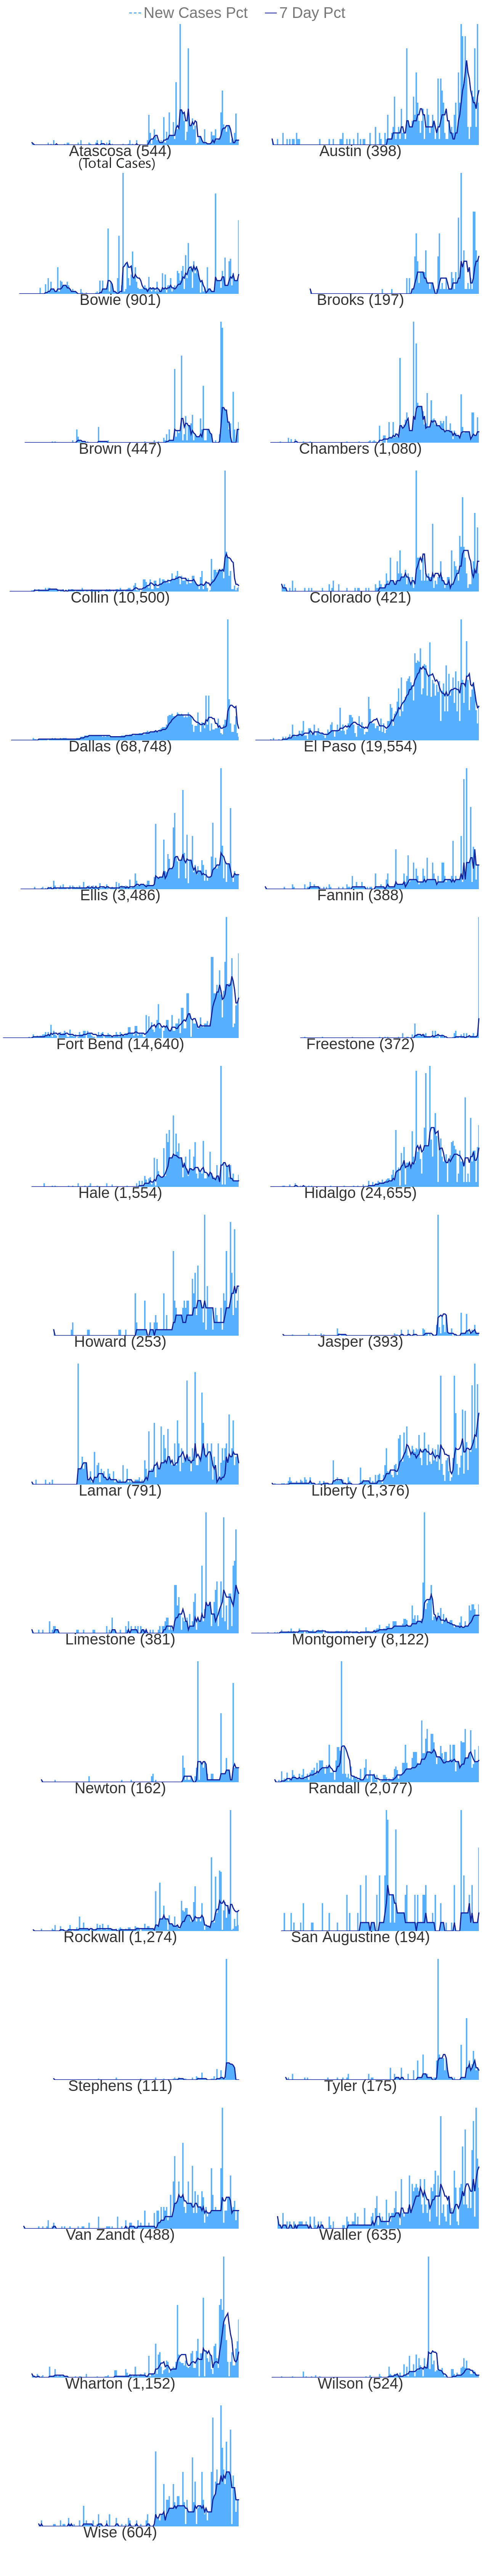 New Cases Pct 7 Day Pct
Atascosa (544) Austin (398)
(Total Cases)
Bowie (901) Brooks (197)
Brown (447) Chambers (1,080)
Collin (10,500) Colorado (421)
Dallas (68,748) El Paso (19,554)
Ellis (3,486) Fannin (388)
Fort Bend (14,640) Freestone (372)
Hale (1,554) Hidalgo (24,655)
Howard (253) Jasper (393)
Lamar (791) Liberty (1,376)
Limestone (381) Montgomery (8,122)
Newton (162) Randall (2,077)
Rockwall (1,274) San Augustine (194)
Stephens (111) Tyler (175)
Van Zandt (488) Waller (635)
Wharton (1,152) Wilson (524)
Wise (604)